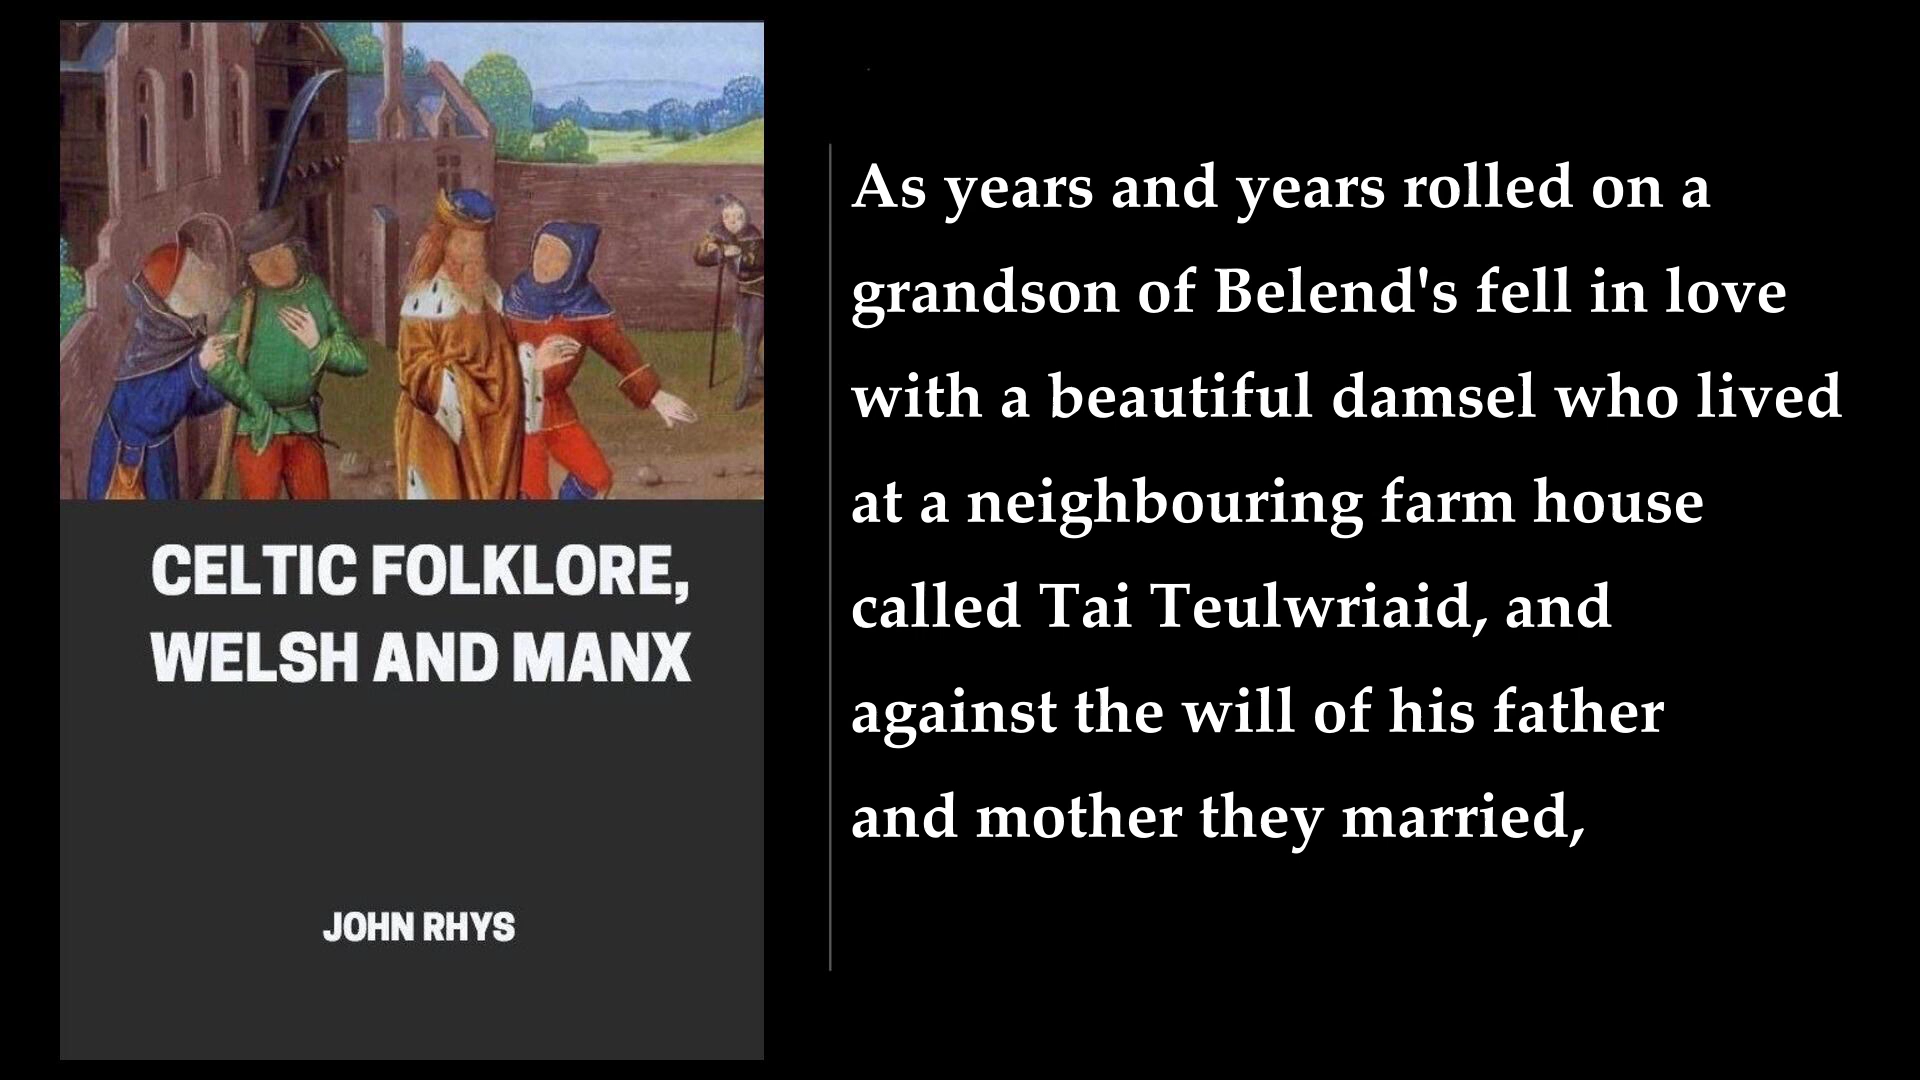 CELTIC FOLKLORE,
WELSH AND MANX
JOHN RHYS
As years and years rolled on a
grandson of Belend's fell in love
with a beautiful damsel who lived
at a neighbouring farm house
called Tai Teulwriaid, and
against the will of his father
and mother they married,